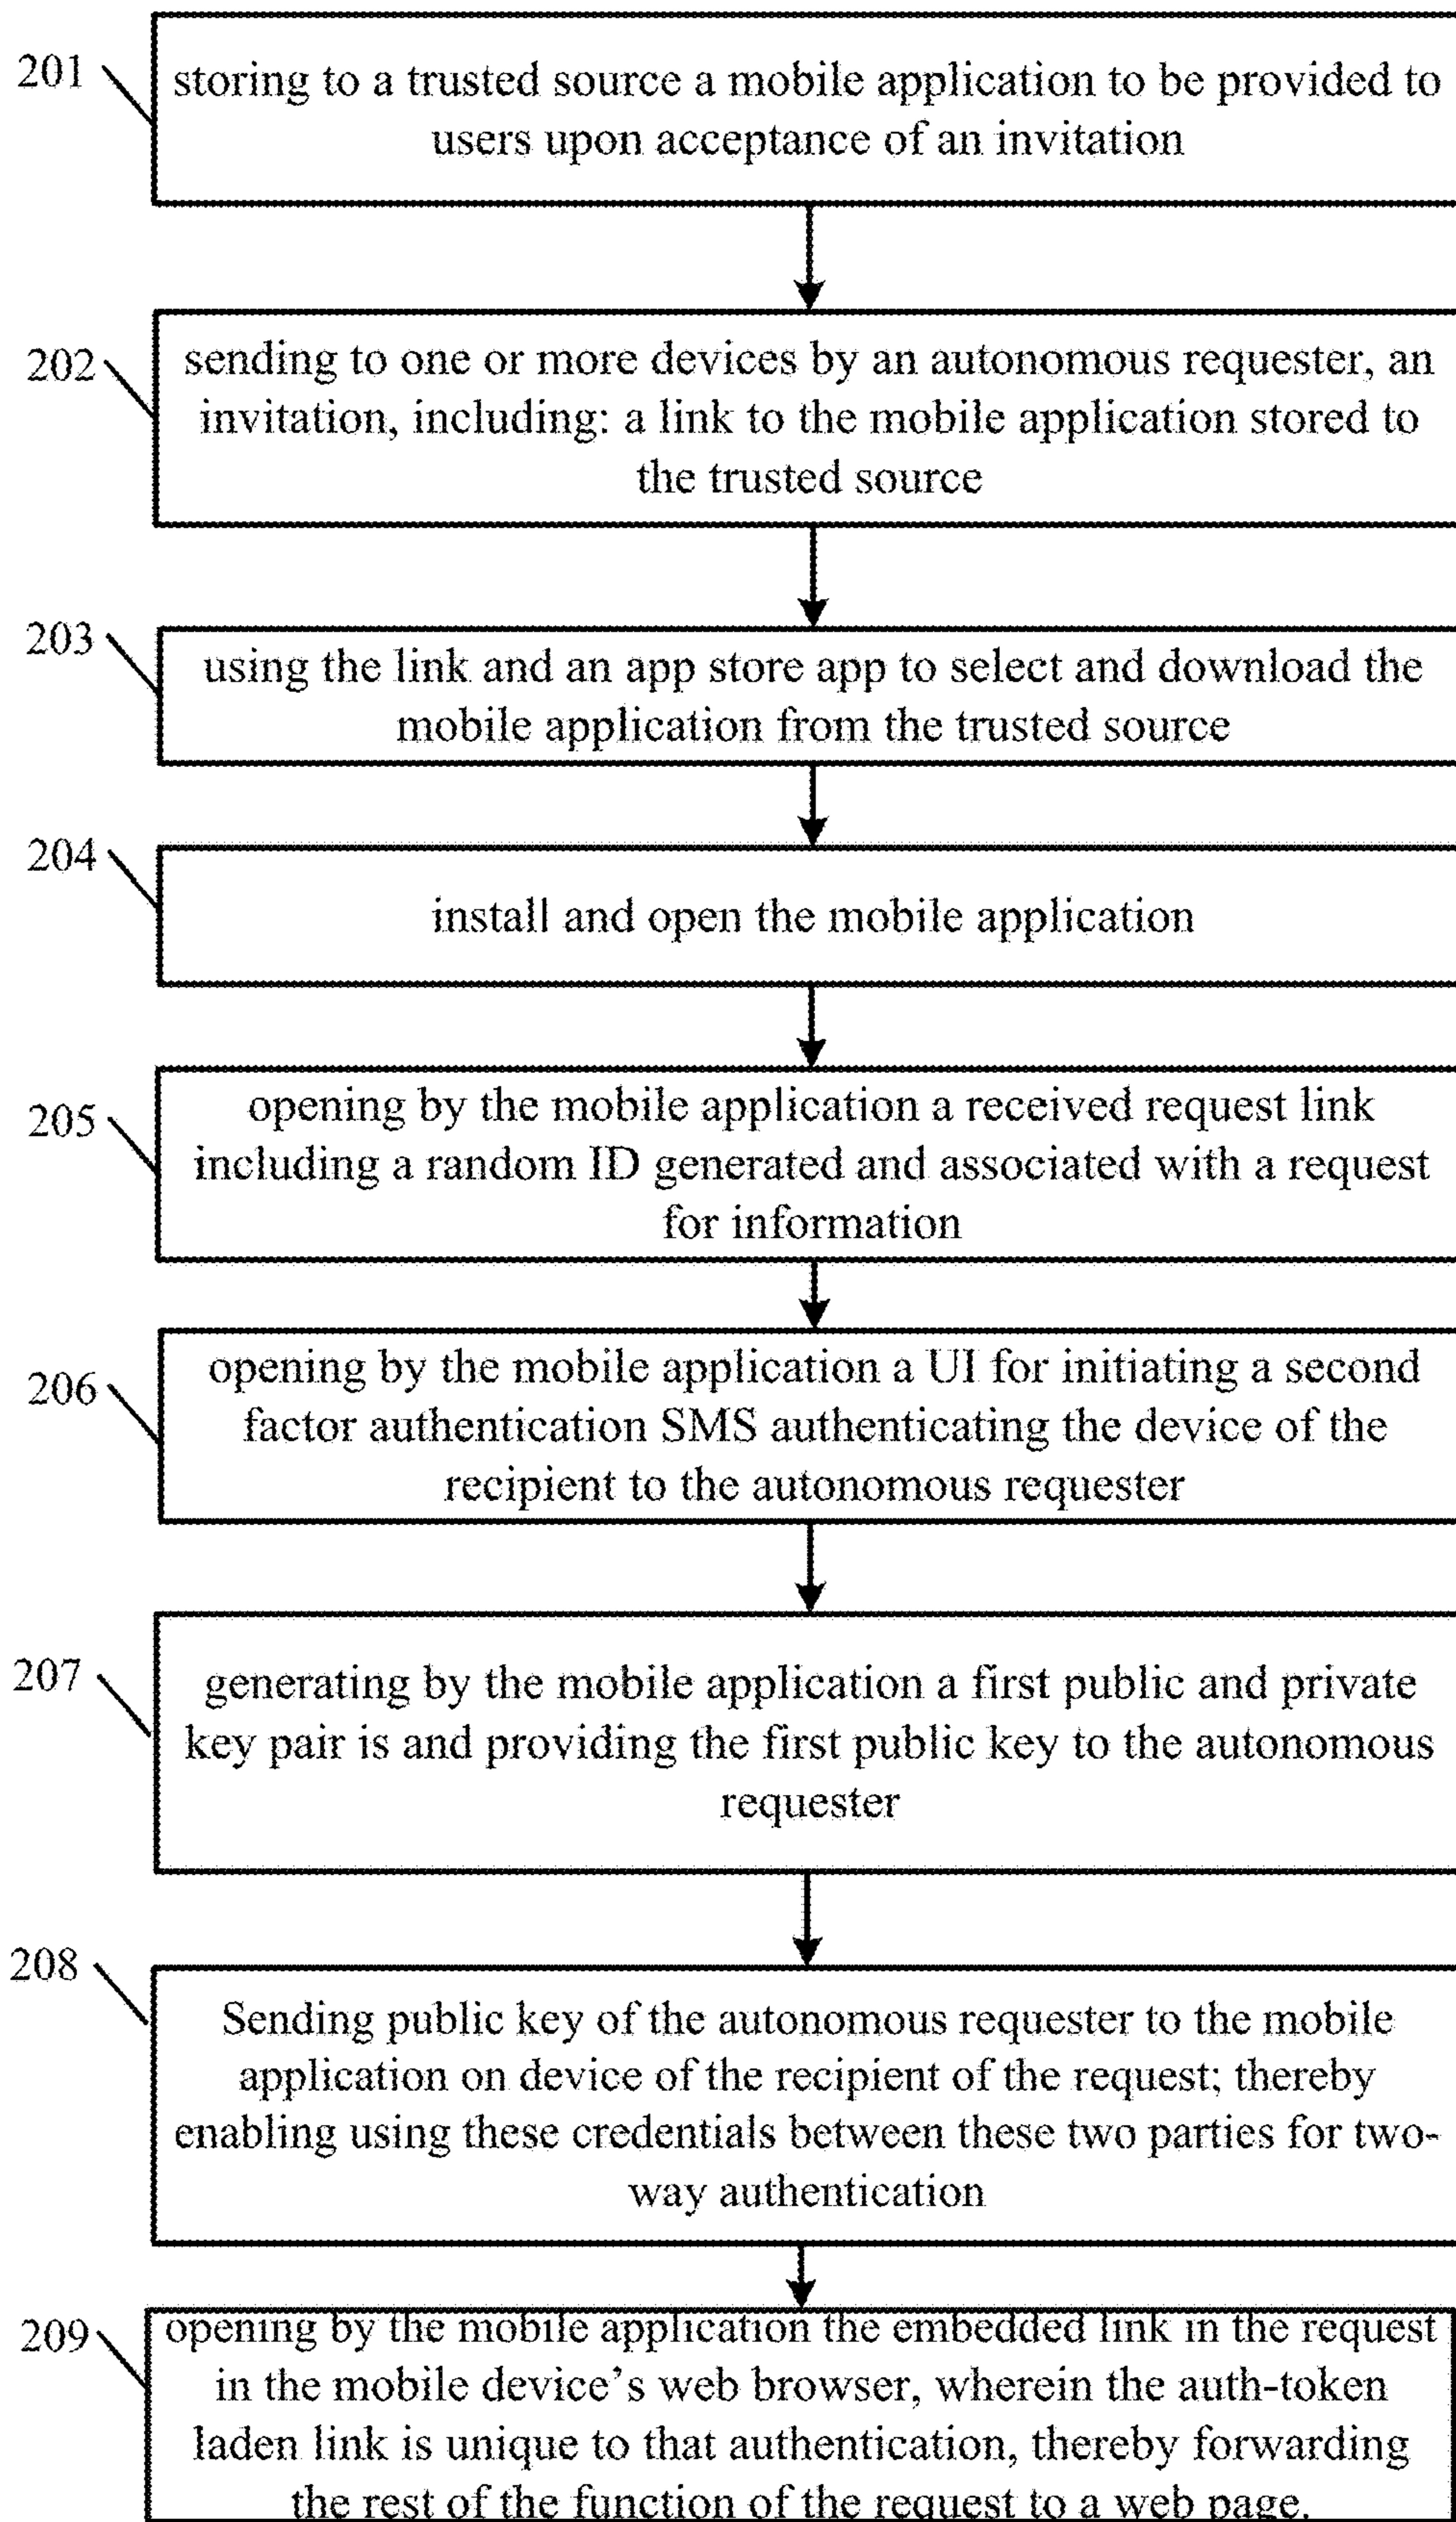 201
storing to a trusted source a mobile application to be provided to
users upon acceptance of an invitation
202
sending to one or more devices by an autonomous requester, an
invitation, including: a link to the mobile application stored to
the trusted source
203
using the link and an app store app to select and download the
mobile application from the trusted source
204
install and open the mobile application
205
opening by the mobile application a received request link
including a random ID generated and associated with a request
for information
206
opening by the mobile application a UI for initiating a second
factor authentication SMS authenticating the device of the
recipient to the autonomous requester
207
generating by the mobile application a first public and private
key pair is and providing the first public key to the autonomous
requester
208
Sending public key of the autonomous requester to the mobile
application on device of the recipient of the request; thereby
enabling using these credentials between these two parties for two-
way authentication
209
opening by the mobile application the embedded link in the request
in the mobile device's web browser, wherein the auth-token
laden link is unique to that authentication, thereby forwarding
the rest of the function of the request to a web page.